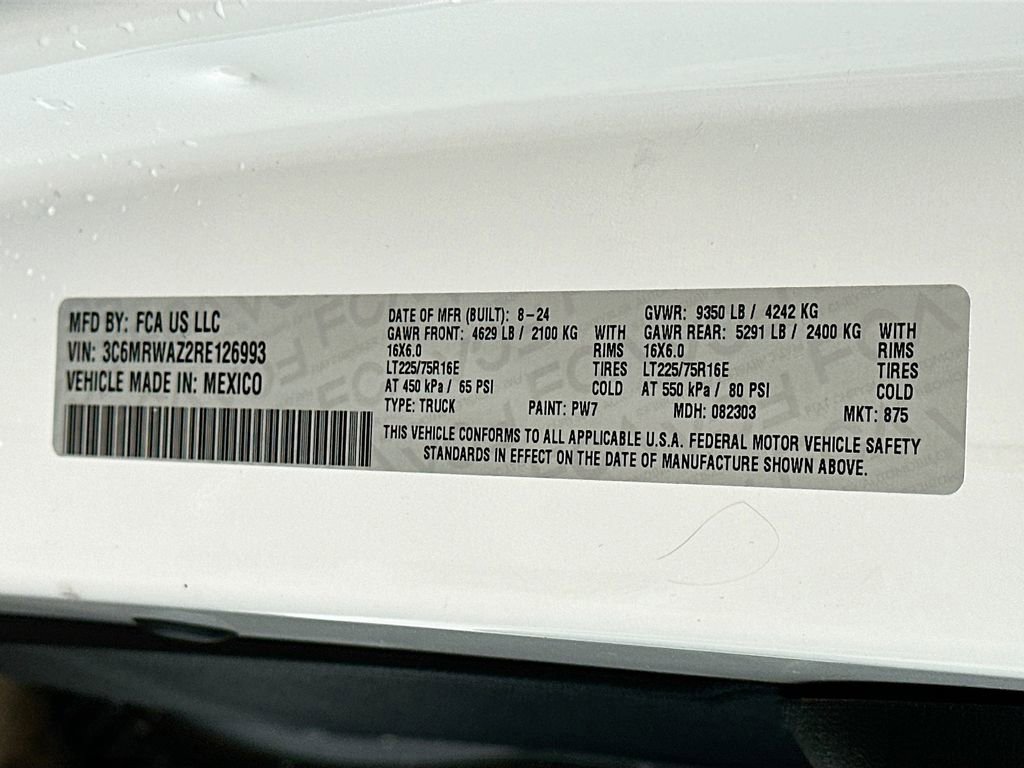 MFD BY: FCA US LLC
VIN: 3C6MRWAZ2RE126993
VEHICLE MADE IN: MEXICO
DATE OF MFR (BUILT): 8-24 GVWR: 9350 LB / 4242 KG
GAWR FRONT: 4629 LB / 2100 KG WITH GAWR REAR: 5291 LB / 2400 KG WITH
16X6.0 RIMS 16X6.0 RIMS
LT225/75R16E TIRES LT225/75R16E TIRES
AT 450 kPa / 65 PSI COLD AT 550 kPa / 80 PSI COLD
TYPE: TRUCK PAINT: PW7 MDH: 082303 MKT: 875
THIS VEHICLE CONFORMS TO ALL APPLICABLE U.S.A. FEDERAL MOTOR VEHICLE SAFETY
STANDARDS IN EFFECT ON THE DATE OF MANUFACTURE SHOWN ABOVE.